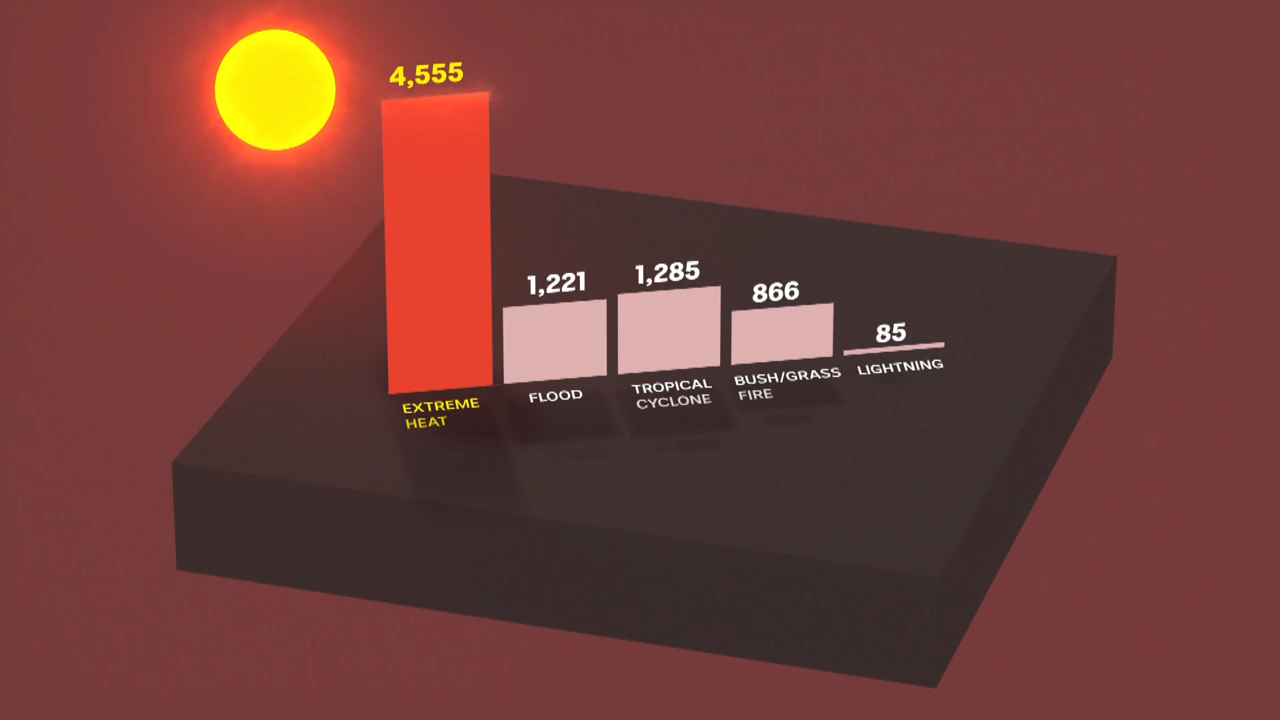 4,555
1,221
1,285
866
85
EXTREME
HEAT
FLOOD
TROPICAL
CYCLONE
BUSH/GRASS
FIRE
LIGHTNING